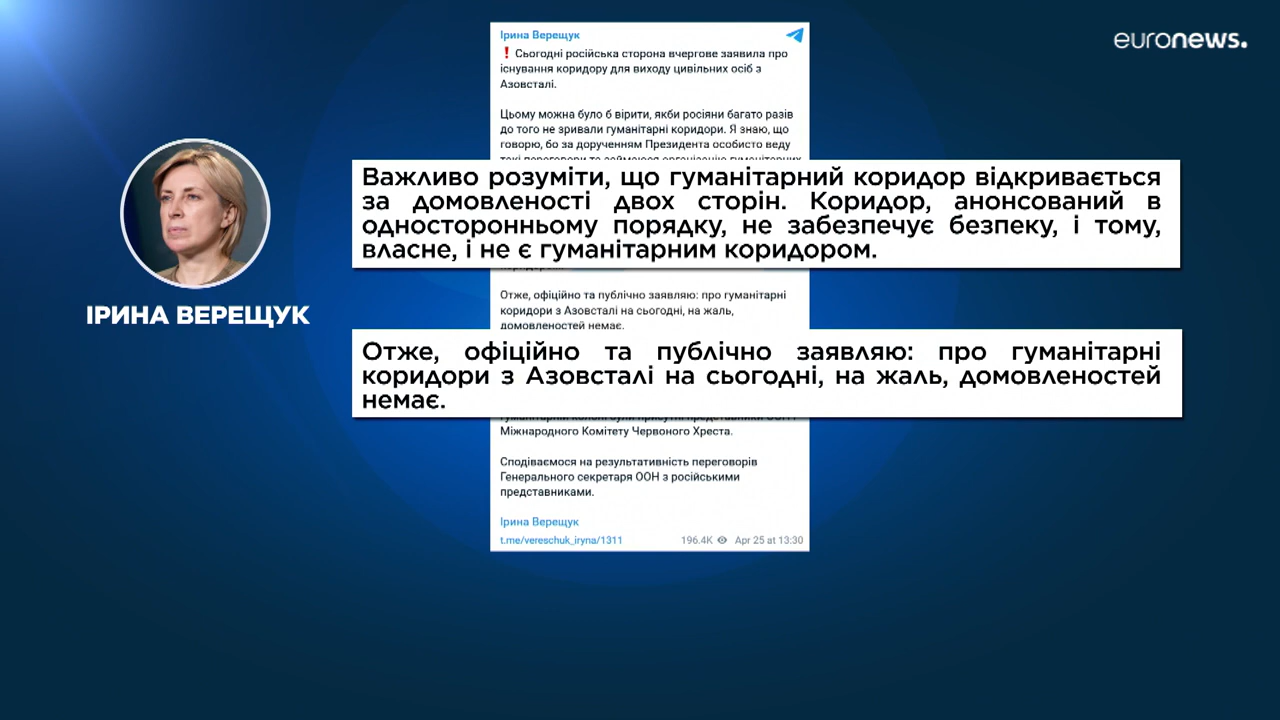 euronews.
Ірина Верещук
❗ Сьогодні російська сторона вчергове заявила про
існування коридору для виходу цивільних осіб з
Азовсталі.
Цьому можна було б вірити, якби росіяни багато разів
до того не зривали гуманітарні коридори. Я знаю, що
говорю, бо за дорученням Президента особисто веду
такі переговори та займаюся організацією гуманітарних
Важливо розуміти, що гуманітарний коридор відкривається
за домовленості двох сторін. Коридор, анонсований в
односторонньому порядку, не забезпечує безпеку, і тому,
власне, і не є гуманітарним коридором.
ІРИНА ВЕРЕЩУК
Отже, офіційно та публічно заявляю: про гуманітарні
коридори з Азовсталі на сьогодні, на жаль,
домовленостей немає.
Отже, офіційно та публічно заявляю: про гуманітарні
коридори з Азовсталі на сьогодні, на жаль, домовленостей
немає.
Міжнародного Комітету Червоного Хреста.
Сподіваємося на результативність переговорів
Генерального секретаря ООН з російськими
представниками.
Ірина Верещук
t.me/vereschuk_iryna/1311 196.4K Apr 25 at 13:30